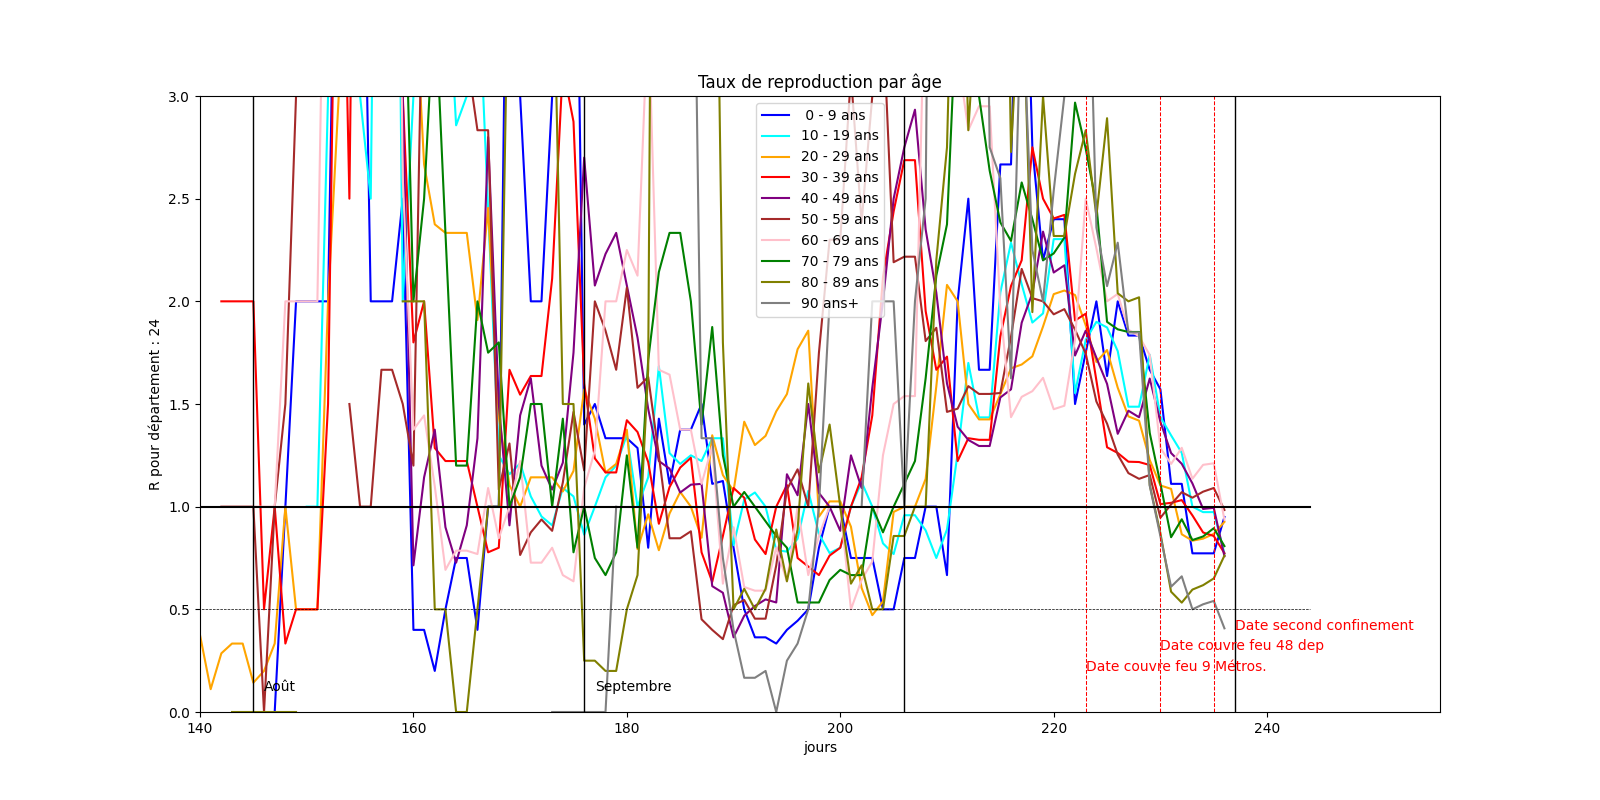 Taux de reproduction par âge
R pour département : 24
3.0
2.5
2.0
1.5
1.0
0.5
0.0
0 - 9 ans
10 - 19 ans
20 - 29 ans
30 - 39 ans
40 - 49 ans
50 - 59 ans
60 - 69 ans
70 - 79 ans
80 - 89 ans
90 ans+
Date second confinement
Date couvre feu 48 dep
Date couvre feu 9 Métros.
Août
Septembre
140
160
180
200
220
240
jours